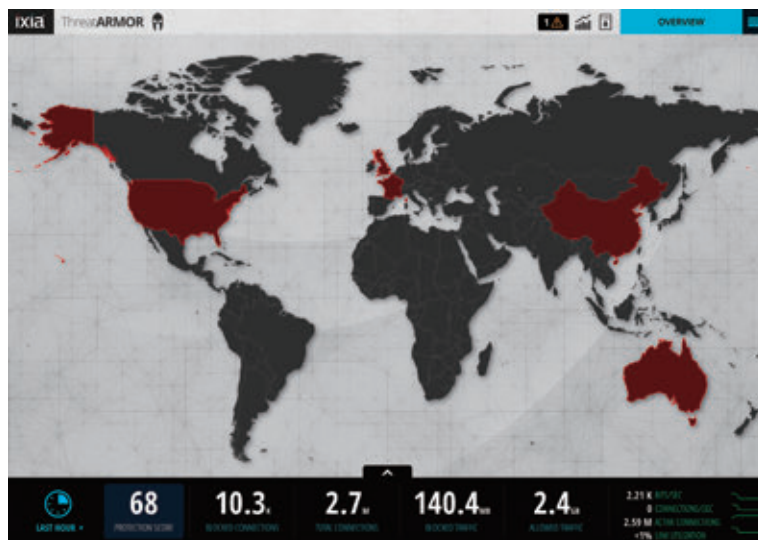 ixia ThreatARMOR
1
OVERVIEW
68
PROTECTION SCORE
10.3K
BLOCKED CONNECTIONS
2.7M
TOTAL CONNECTIONS
140.4MB
BLOCKED TRAFFIC
2.4GB
ALLOWED TRAFFIC
LAST HOUR
2.21 K BITS/SEC
0 CONNECTIONS/SEC
2.59 M ACTIVE CONNECTIONS
<1% LINK UTILIZATION